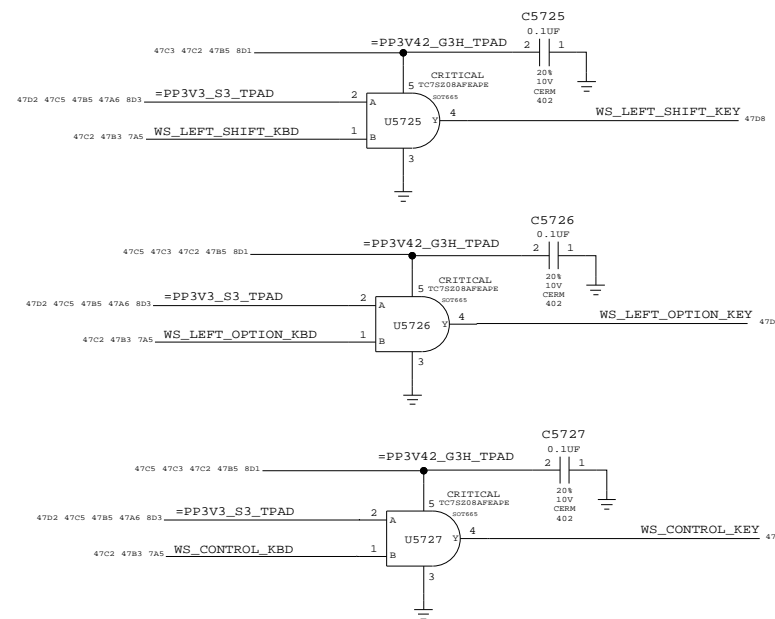 C5725
0.1UF
47C3 47C2 47B5 8D1 =PP3V42_G3H_TPAD 2 1
20%
10V
CERM
402
5 CRITICAL
TC7SZ08AFEAPE
SOT665
47D2 47C5 47B5 47A6 8D3 =PP3V3_S3_TPAD 2 A
U5725 Y 4 WS_LEFT_SHIFT_KEY 47D8
47C2 47B3 7A5 WS_LEFT_SHIFT_KBD 1 B
3
C5726
0.1UF
47C5 47C3 47C2 47B5 8D1 =PP3V42_G3H_TPAD 2 1
20%
10V
CERM
402
5 CRITICAL
TC7SZ08AFEAPE
SOT665
47D2 47C5 47B5 47A6 8D3 =PP3V3_S3_TPAD 2 A
U5726 Y 4 WS_LEFT_OPTION_KEY 47D
47C2 47B3 7A5 WS_LEFT_OPTION_KBD 1 B
3
C5727
0.1UF
47C5 47C3 47C2 47B5 8D1 =PP3V42_G3H_TPAD 2 1
20%
10V
CERM
402
5 CRITICAL
TC7SZ08AFEAPE
SOT665
47D2 47C5 47B5 47A6 8D3 =PP3V3_S3_TPAD 2 A
U5727 Y 4 WS_CONTROL_KEY 47
47C2 47B3 7A5 WS_CONTROL_KBD 1 B
3